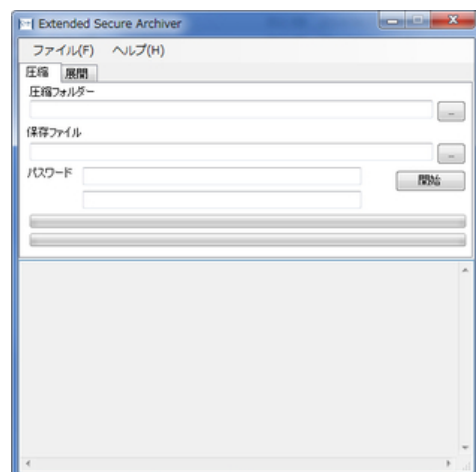 Extended Secure Archiver
ファイル(F) ヘルプ(H)
圧縮 展開
圧縮フォルダー
...
保存ファイル
...
パスワード
開始